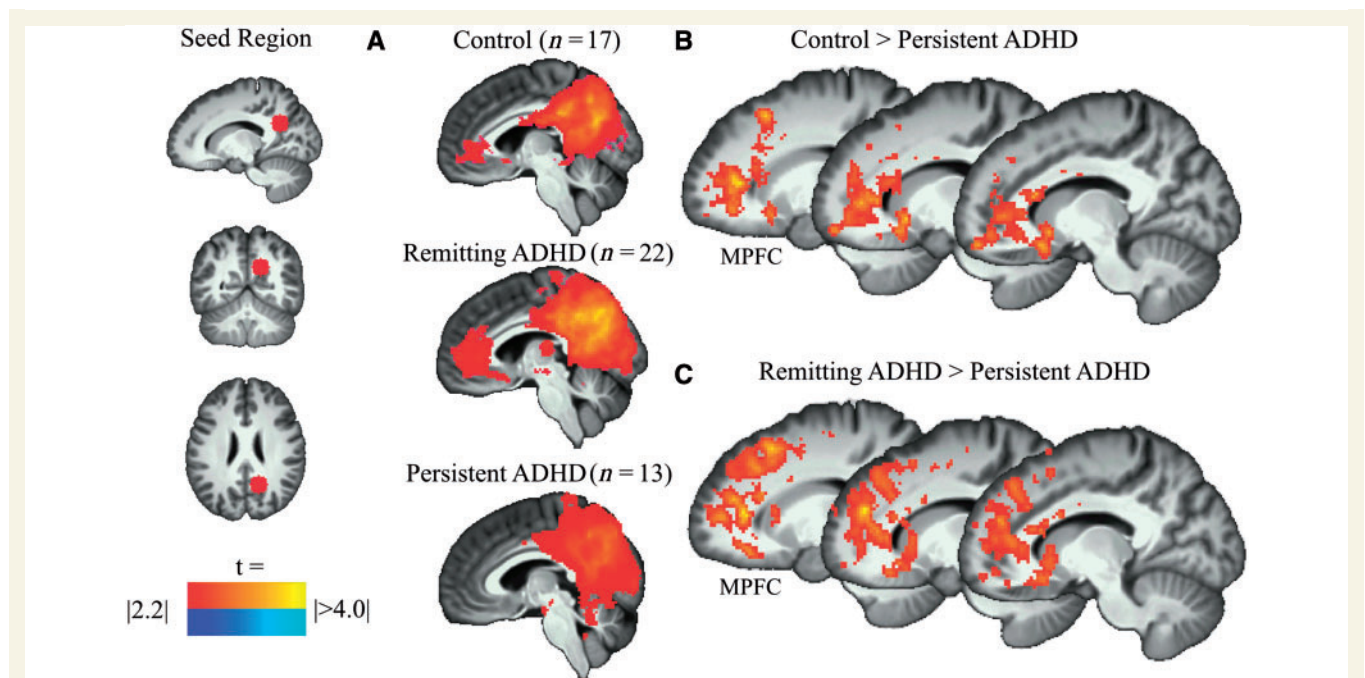 Seed Region
t =
|2.2|
|>4.0|
A
Control (n = 17)
Remitting ADHD (n = 22)
Persistent ADHD (n = 13)
B
Control > Persistent ADHD
MPFC
C
Remitting ADHD > Persistent ADHD
MPFC